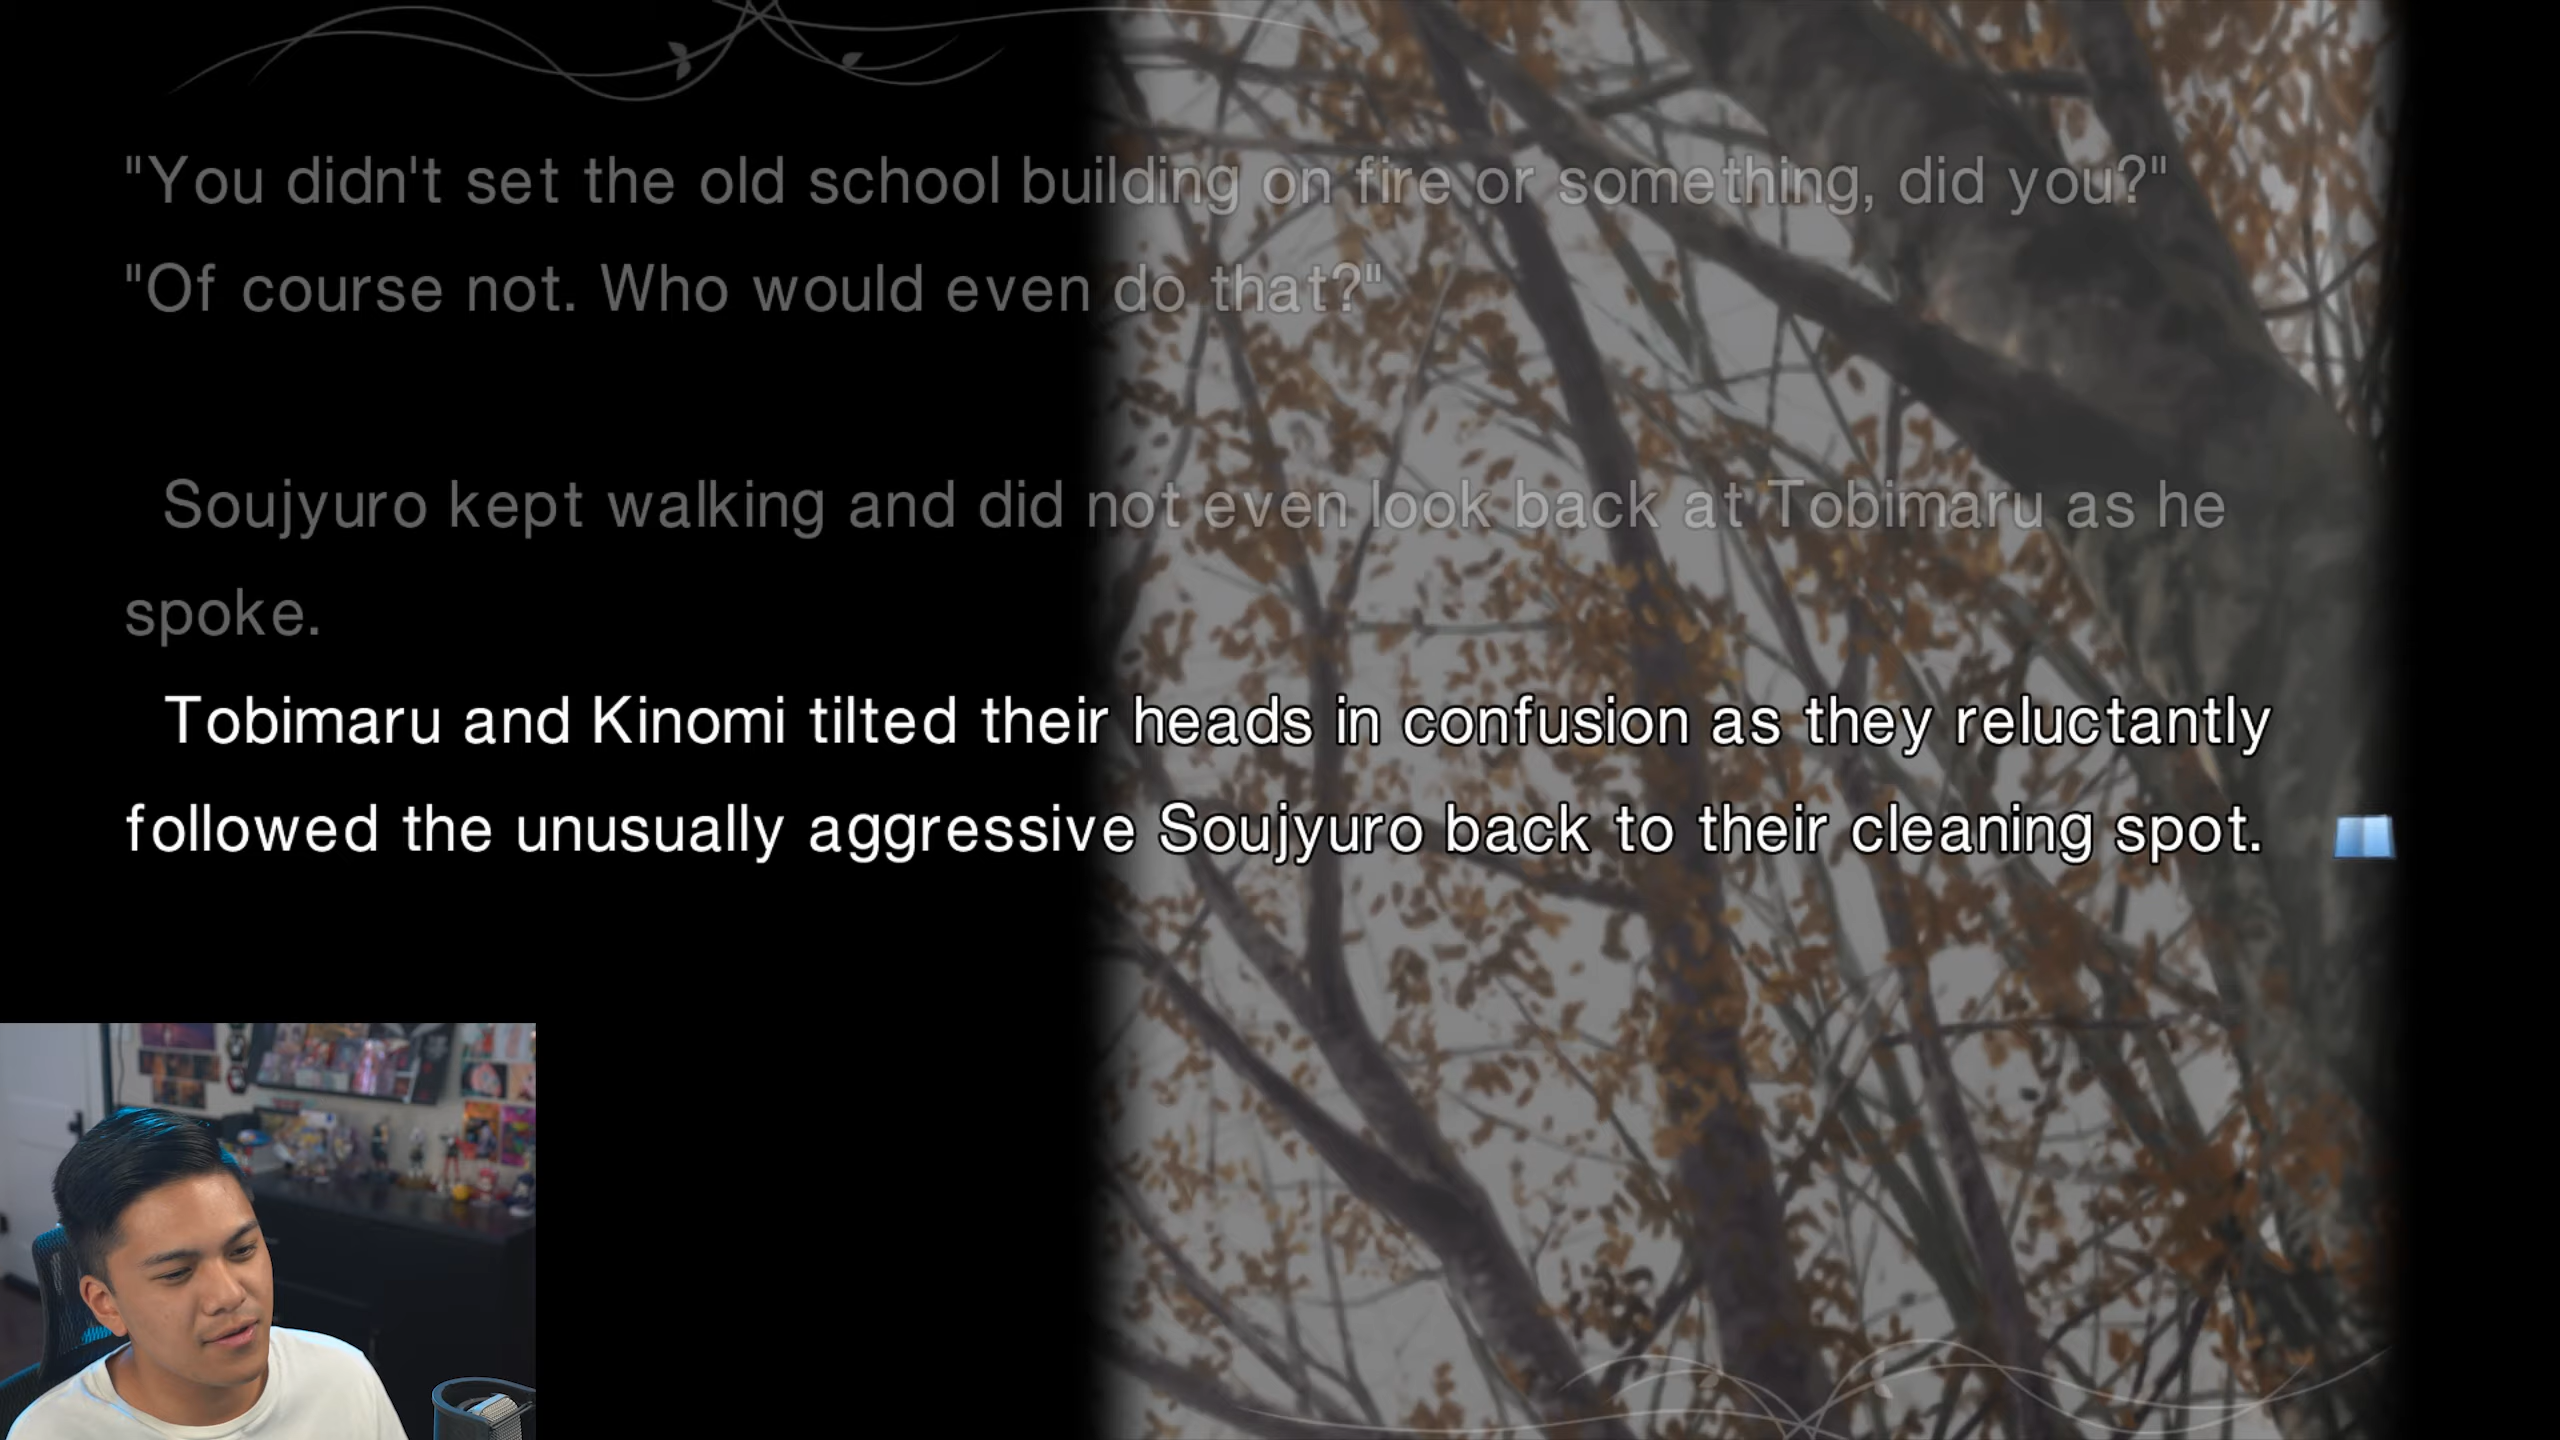 "You didn't set the old school building on fire or something, did you?"
"Of course not. Who would even do that?"
Soujyuro kept walking and did not even look back at Tobimaru as he
spoke.
Tobimaru and Kinomi tilted their heads in confusion as they reluctantly
followed the unusually aggressive Soujyuro back to their cleaning spot.